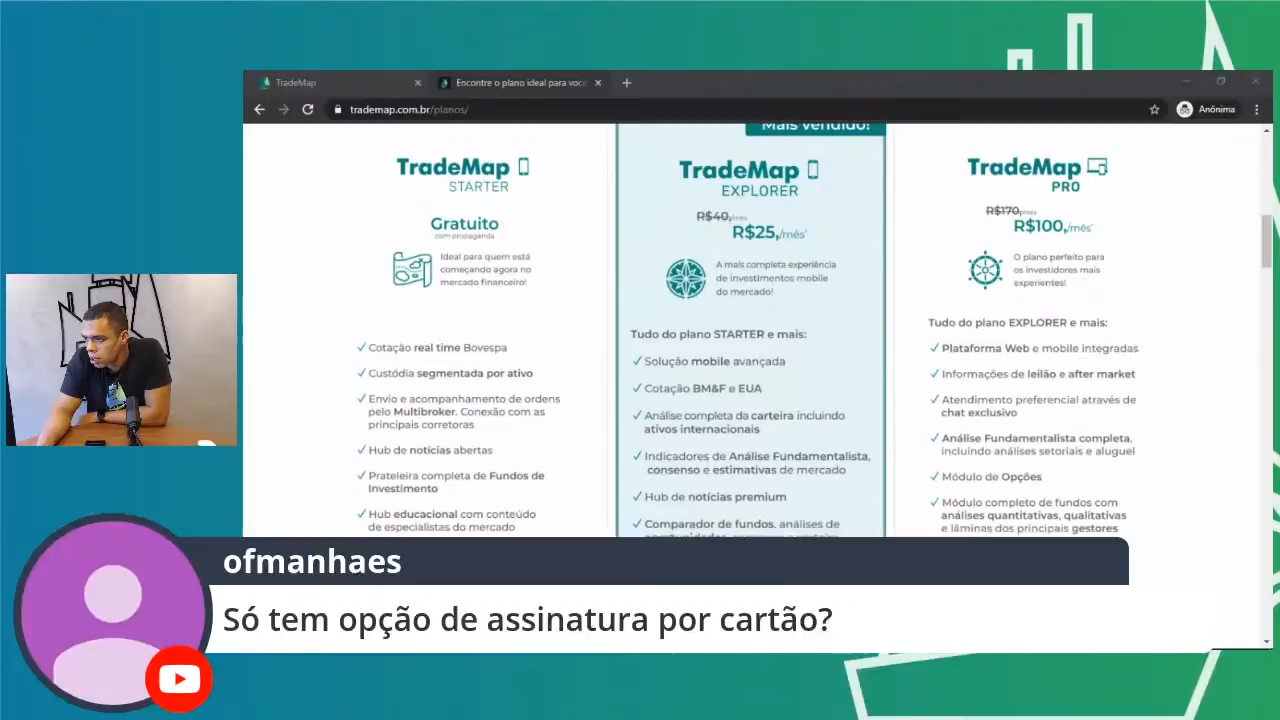 TradeMap
Encontre o plano ideal para voc
trademap.com.br/planos/
Anônima
Mais vendido!
TradeMap
STARTER
Gratuito
com propaganda
Ideal para quem está
começando agora no
mercado financeiro!
✓ Cotação real time Bovespa
✓ Custódia segmentada por ativo
✓ Envio e acompanhamento de ordens
pelo Multibroker. Conexão com as
principais corretoras
✓ Hub de notícias abertas
✓ Prateleira completa de Fundos de
Investimento
✓ Hub educacional com conteúdo
de especialistas do mercado
TradeMap
EXPLORER
R$40,/mês
R$25,/mês*
A mais completa experiência
de investimentos mobile
do mercado!
Tudo do plano STARTER e mais:
✓ Solução mobile avançada
✓ Cotação BM&F e EUA
✓ Análise completa da carteira incluindo
ativos internacionais
✓ Indicadores de Análise Fundamentalista,
consenso e estimativas de mercado
✓ Hub de notícias premium
✓ Comparador de fundos, análises de
TradeMap
PRO
R$170,/mês
R$100,/mês*
O plano perfeito para
os investidores mais
experientes!
Tudo do plano EXPLORER e mais:
✓ Plataforma Web e mobile integradas
✓ Informações de leilão e after market
✓ Atendimento preferencial através de
chat exclusivo
✓ Análise Fundamentalista completa,
incluindo análises setoriais e aluguel
✓ Módulo de Opções
✓ Módulo completo de fundos com
análises quantitativas, qualitativas
e lâminas dos principais gestores
ofmanhaes
Só tem opção de assinatura por cartão?